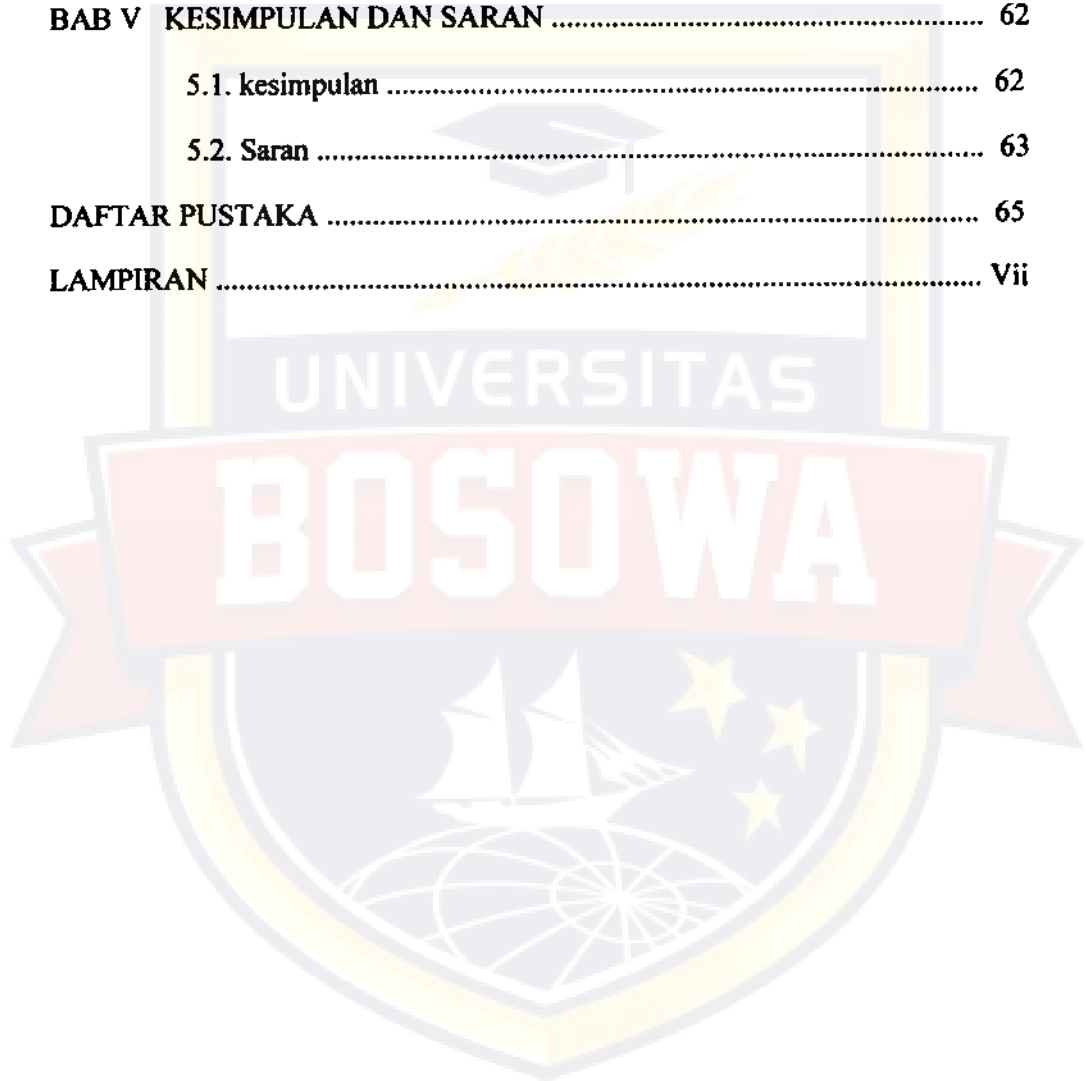 BAB V KESIMPULAN DAN SARAN ........................................................ 62
5.1. kesimpulan ........................................................................ 62
5.2. Saran ................................................................................ 63
DAFTAR PUSTAKA ........................................................................ 65
LAMPIRAN .................................................................................... Vii
UNIVERSITAS
BOSOWA